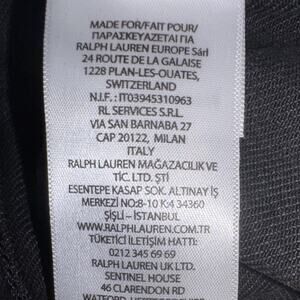 MADE FOR/FAIT POUR/
ΠΑΡΑΣΚΕΥΑΖΕΤΑΙ ΓΙΑ
RALPH LAUREN EUROPE Sárl
24 ROUTE DE LA GALAISE
1228 PLAN-LES-OUATES,
SWITZERLAND
N.I.F. : IT03945310963
RL SERVICES S.R.L.
VIA SAN BARNABA 27
CAP 20122, MILAN
ITALY
RALPH LAUREN MAĞAZACILIK VE
TİC. LTD. ŞTİ
ESENTEPE KASAP SOK. ALTINAY İŞ
MERKEZİ NO:8-10 K:4 34360
ŞİŞLİ – İSTANBUL
WWW.RALPHLAUREN.COM
TÜKETİCİ İLETİŞİM HATTI:
0212 345 69 69
RALPH LAUREN UK LTD.
SENTINEL HOUSE
46 CLARENDON RD